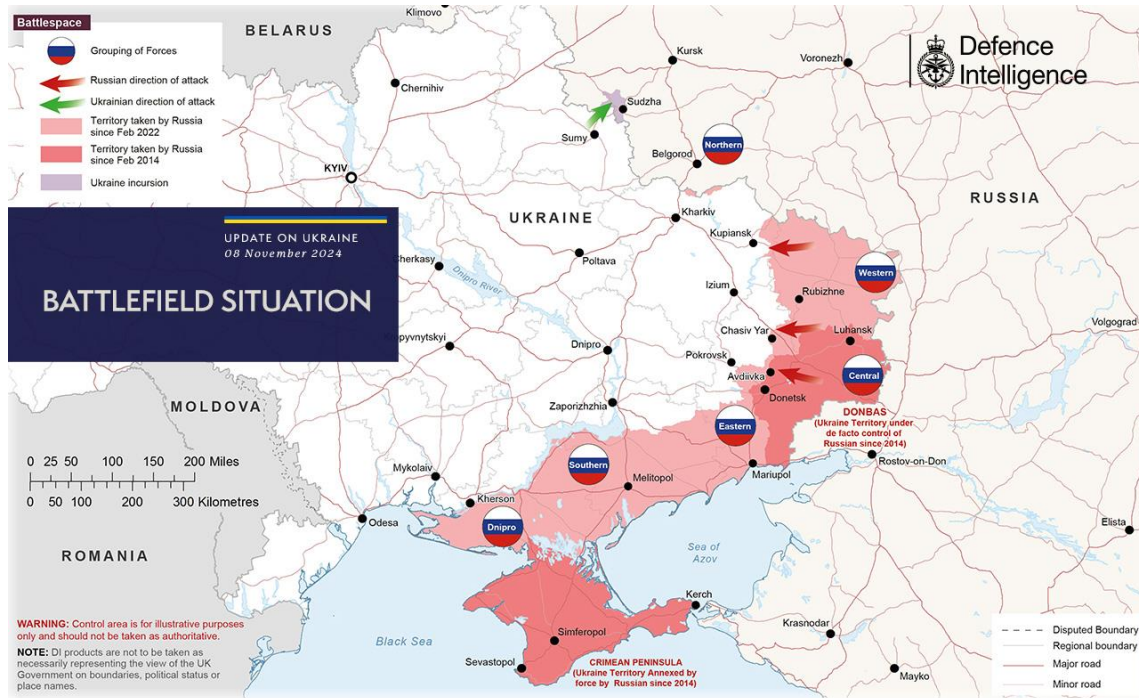 Battlespace
Grouping of Forces
Russian direction of attack
Ukrainian direction of attack
Territory taken by Russia
since Feb 2022
Territory taken by Russia
since Feb 2014
Ukraine incursion
UPDATE ON UKRAINE
08 November 2024
BATTLEFIELD SITUATION
Defence
Intelligence
BELARUS
Klimovo
Kursk
Voronezh
Chernihiv
Sudzha
Sumy
Northern
Belgorod
KYIV
RUSSIA
UKRAINE
Kharkiv
Kupiansk
Cherkasy
Poltava
Dnipro River
Western
Izium
Rubizhne
Volgograd
Chasiv Yar
Luhansk
Dnipro
Pokrovsk
Avdiivka
Central
Donetsk
MOLDOVA
Zaporizhzhia
DONBAS
(Ukraine Territory under
de facto control of
Russian since 2014)
Eastern
Rostov-on-Don
Southern
Mariupol
Mykolaiv
Melitopol
Kherson
0 25 50 100 150 200 Miles
0 50 100 200 300 Kilometres
Odesa
Dnipro
Elista
ROMANIA
Sea of
Azov
Kerch
Krasnodar
Black Sea
Simferopol
Sevastopol
CRIMEAN PENINSULA
(Ukraine Territory Annexed by
force by Russian since 2014)
Mayko
WARNING: Control area is for illustrative purposes
only and should not be taken as authoritative.
NOTE: DI products are not to be taken as
necessarily representing the view of the UK
Government on boundaries, political status or
place names.
Disputed Boundary
Regional boundary
Major road
Minor road